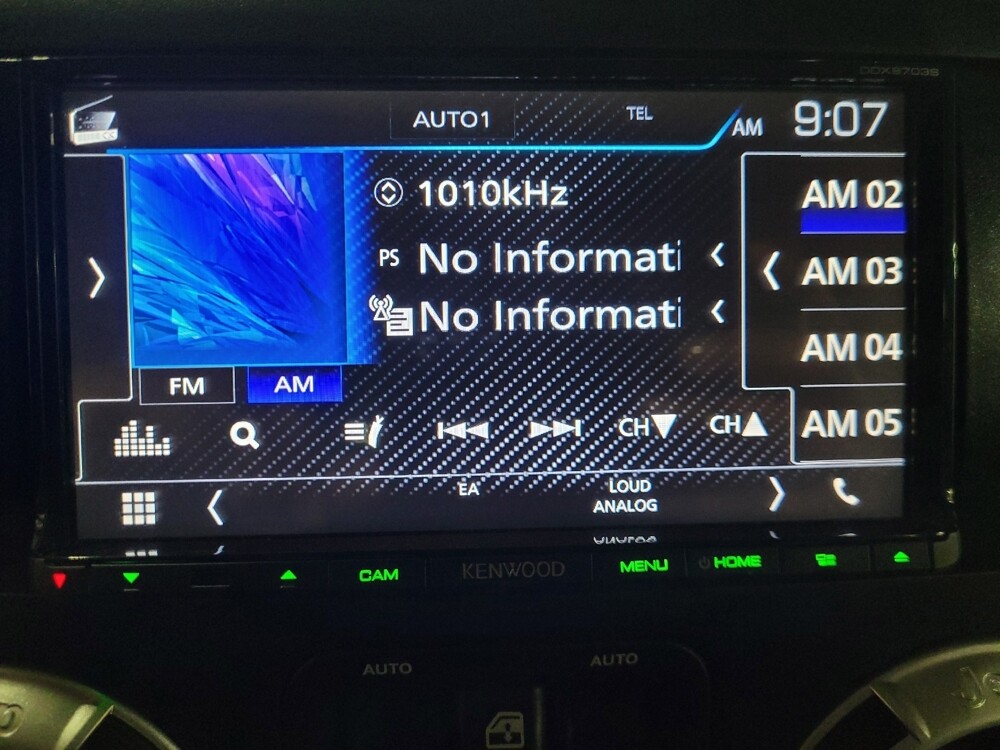 DDX9703S
AUTO1
TEL
AM
9:07
1010kHz
PS No Informati
No Informati
AM 02
AM 03
AM 04
AM 05
FM
AM
CH
CH
EA
LOUD
ANALOG
CAM
KENWOOD
MENU
HOME
AUTO
AUTO